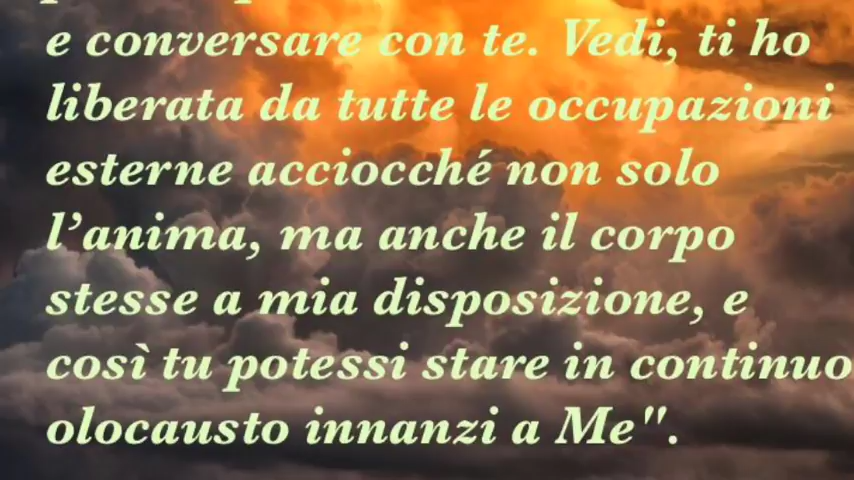 e conversare con te. Vedi, ti ho
liberata da tutte le occupazioni
esterne acciocché non solo
l’anima, ma anche il corpo
stesse a mia disposizione, e
così tu potessi stare in continuo
olocausto innanzi a Me".